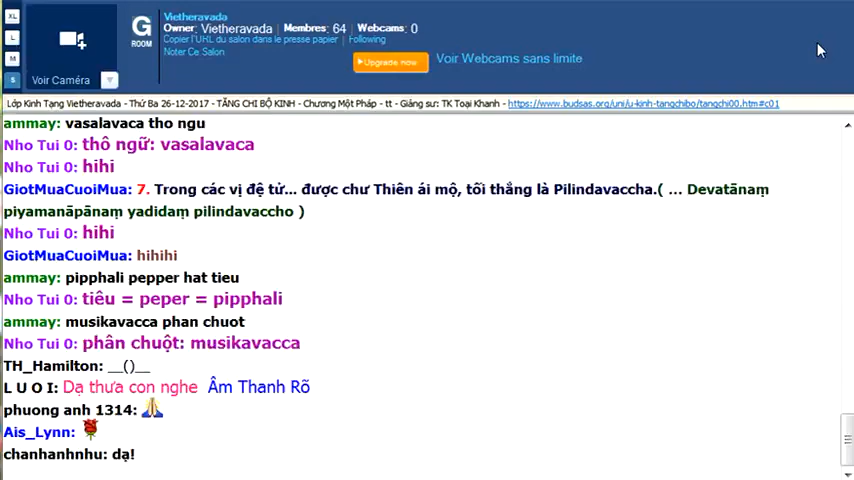 XL
L
M
S
Voir Caméra
G
ROOM
Vietheravada
Owner: Vietheravada | Membres: 64 | Webcams: 0
Copier l'URL du salon dans le presse papier | Following
Noter Ce Salon
Upgrade now
Voir Webcams sans limite
Lớp Kinh Tạng Vietheravada - Thứ Ba 26-12-2017 - TĂNG CHI BỘ KINH - Chương Một Pháp - tt - Giảng sư: TK Toại Khanh - https://www.budsas.org/uni/u-kinh-tangchibo/tangchi00.htm#c01
ammay: vasalavaca tho ngu
Nho Tui 0: thô ngữ: vasalavaca
Nho Tui 0: hihi
GiotMuaCuoiMua: 7. Trong các vị đệ tử... được chư Thiên ái mộ, tối thắng là Pilindavaccha.( ... Devatānaṃ
piyamanāpānaṃ yadidaṃ pilindavaccho )
Nho Tui 0: hihi
GiotMuaCuoiMua: hihihi
ammay: pipphali pepper hat tieu
Nho Tui 0: tiêu = peper = pipphali
ammay: musikavacca phan chuot
Nho Tui 0: phân chuột: musikavacca
TH_Hamilton: __()__
L U O I: Dạ thưa con nghe Âm Thanh Rõ
phuong anh 1314:
Ais_Lynn:
chanhanhnhu: dạ!